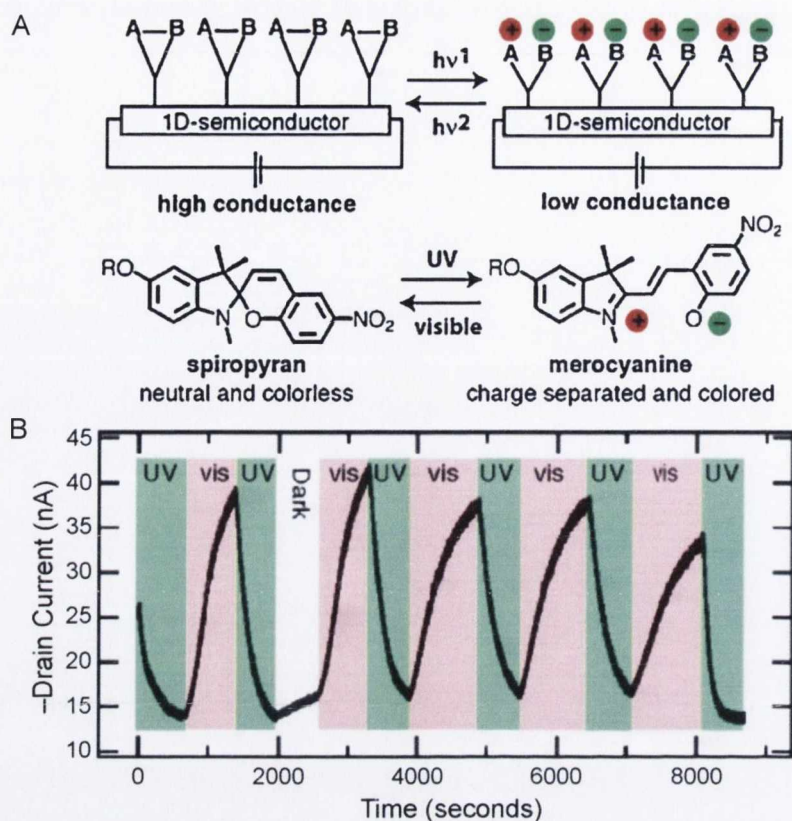 A
A—B A—B A—B A—B
+ − + − + − + −
A B A B A B A B
hν1
hν2
1D-semiconductor
1D-semiconductor
high conductance
low conductance
RO
N
O
NO2
UV
visible
RO
N
+
O
−
NO2
spiropyran
merocyanine
neutral and colorless
charge separated and colored
B
45
40
35
30
25
20
15
10
–Drain Current (nA)
UV vis UV Dark vis UV vis UV vis UV vis UV
0 2000 4000 6000 8000
Time (seconds)